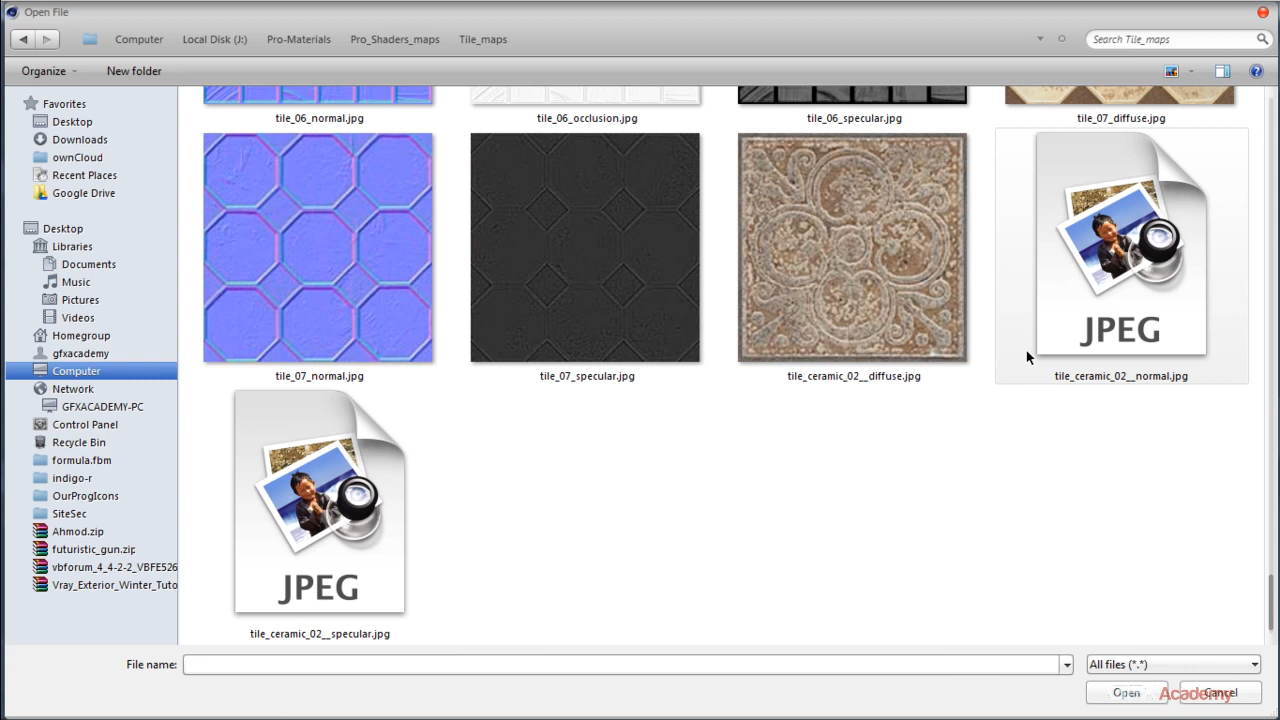 Open File
Computer
Local Disk (J:)
Pro-Materials
Pro_Shaders_maps
Tile_maps
Search Tile_maps
Organize
New folder
Favorites
Desktop
Downloads
ownCloud
Recent Places
Google Drive
Desktop
Libraries
Documents
Music
Pictures
Videos
Homegroup
gfxacademy
Computer
Network
GFXACADEMY-PC
Control Panel
Recycle Bin
formula.fbm
indigo-r
OurProgIcons
SiteSec
Ahmod.zip
futuristic_gun.zip
vbforum_4_4-2-2_VBFE526
Vray_Exterior_Winter_Tuto
tile_06_normal.jpg
tile_06_occlusion.jpg
tile_06_specular.jpg
tile_07_diffuse.jpg
JPEG
tile_07_normal.jpg
tile_07_specular.jpg
tile_ceramic_02__diffuse.jpg
tile_ceramic_02__normal.jpg
JPEG
tile_ceramic_02__specular.jpg
File name:
All files (*.*)
Open
Cancel
Academy